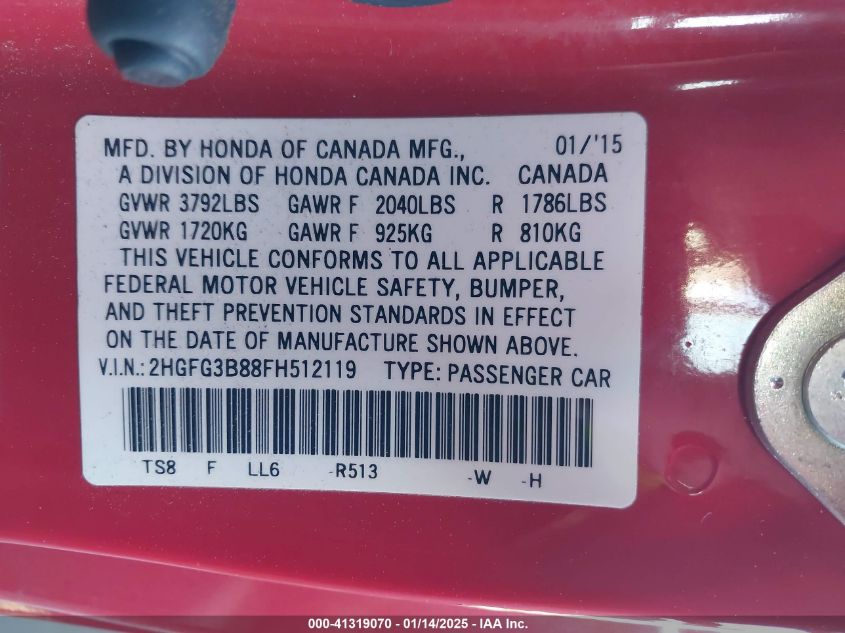 MFD. BY HONDA OF CANADA MFG., 01/'15
A DIVISION OF HONDA CANADA INC. CANADA
GVWR 3792LBS GAWR F 2040LBS R 1786LBS
GVWR 1720KG GAWR F 925KG R 810KG
THIS VEHICLE CONFORMS TO ALL APPLICABLE
FEDERAL MOTOR VEHICLE SAFETY, BUMPER,
AND THEFT PREVENTION STANDARDS IN EFFECT
ON THE DATE OF MANUFACTURE SHOWN ABOVE.
V.I.N.: 2HGFG3B88FH512119 TYPE: PASSENGER CAR
TS8 F LL6 -R513 -W -H
000-41319070 — 01/14/2025 - IAA Inc.